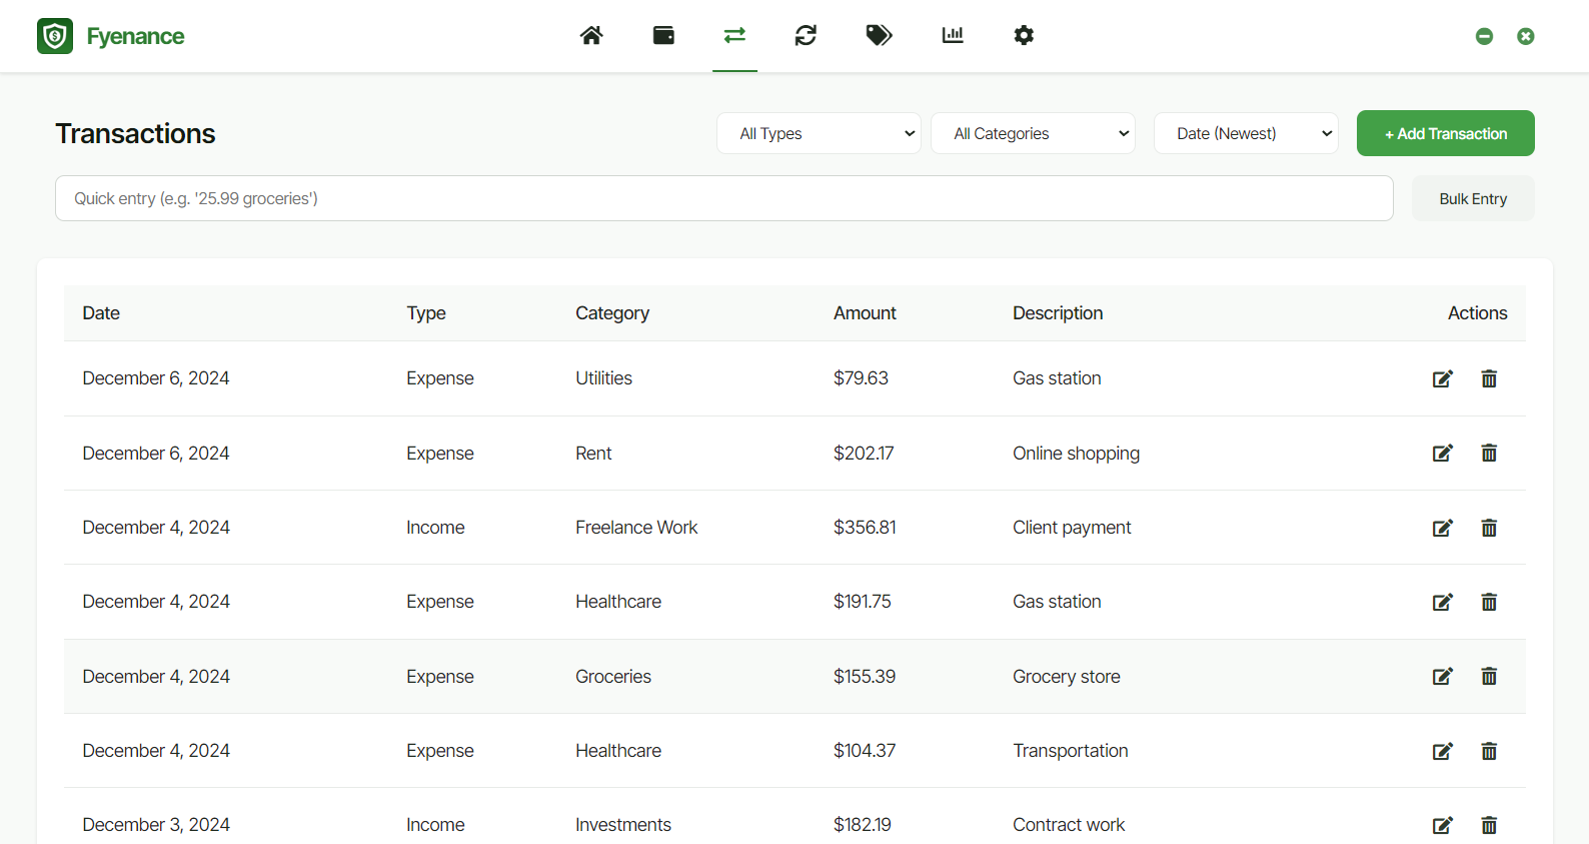 Fyenance
Transactions
All Types
All Categories
Date (Newest)
+ Add Transaction
Quick entry (e.g. '25.99 groceries')
Bulk Entry
Date Type Category Amount Description Actions
December 6, 2024 Expense Utilities $79.63 Gas station
December 6, 2024 Expense Rent $202.17 Online shopping
December 4, 2024 Income Freelance Work $356.81 Client payment
December 4, 2024 Expense Healthcare $191.75 Gas station
December 4, 2024 Expense Groceries $155.39 Grocery store
December 4, 2024 Expense Healthcare $104.37 Transportation
December 3, 2024 Income Investments $182.19 Contract work